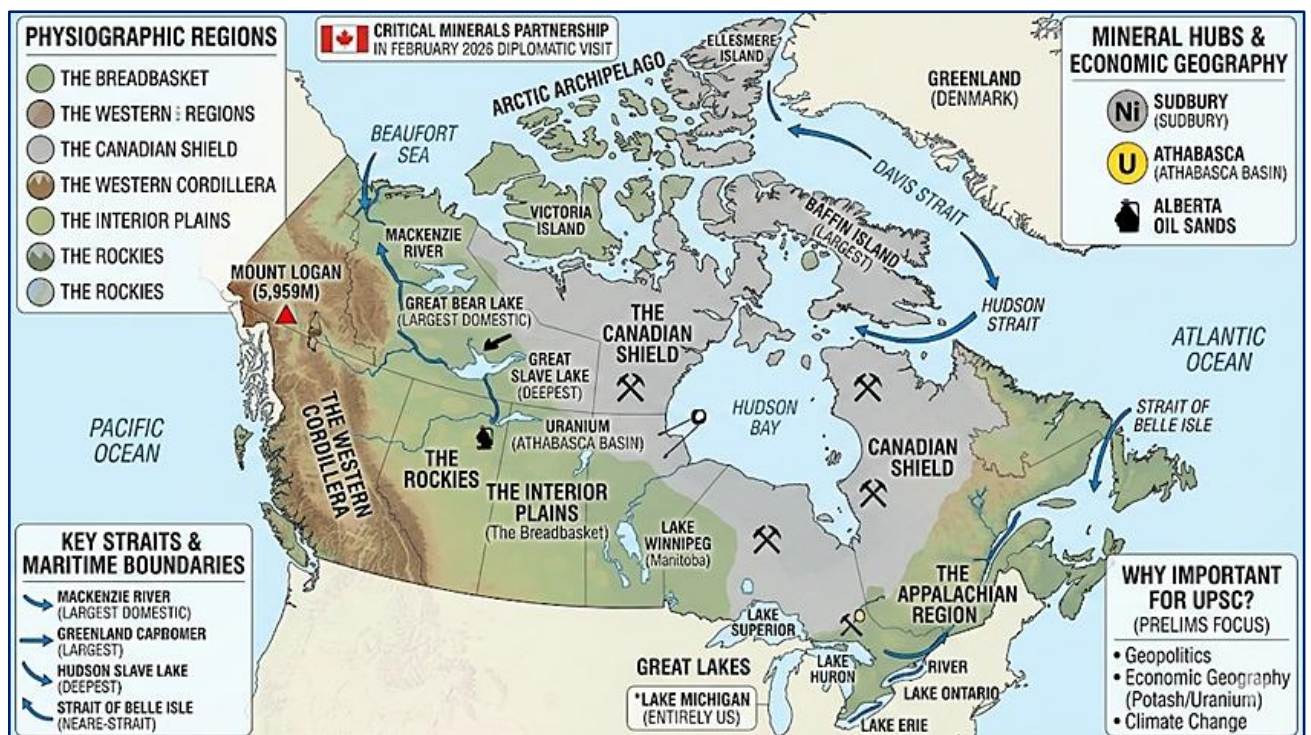 PHYSIOGRAPHIC REGIONS
THE BREADBASKET
THE WESTERN REGIONS
THE CANADIAN SHIELD
THE WESTERN CORDILLERA
THE INTERIOR PLAINS
THE ROCKIES
THE ROCKIES
CRITICAL MINERALS PARTNERSHIP
IN FEBRUARY 2026 DIPLOMATIC VISIT
MINERAL HUBS &
ECONOMIC GEOGRAPHY
Ni
SUDBURY
(SUDBURY)
U
ATHABASCA
(ATHABASCA BASIN)
ALBERTA
OIL SANDS
ELLESMERE
ISLAND
ARCTIC ARCHIPELAGO
GREENLAND
(DENMARK)
BEAUFORT
SEA
DAVIS STRAIT
VICTORIA
ISLAND
BAFFIN ISLAND
(LARGEST)
MACKENZIE
RIVER
MOUNT LOGAN
(5,959M)
GREAT BEAR LAKE
(LARGEST DOMESTIC)
THE
CANADIAN
SHIELD
HUDSON
STRAIT
GREAT
SLAVE LAKE
(DEEPEST)
ATLANTIC
OCEAN
THE WESTERN
CORDILLERA
HUDSON
BAY
STRAIT OF
BELLE ISLE
PACIFIC
OCEAN
URANIUM
(ATHABASCA BASIN)
CANADIAN
SHIELD
THE
ROCKIES
THE INTERIOR
PLAINS
(The Breadbasket)
LAKE
WINNIPEG
(Manitoba)
THE
APPALACHIAN
REGION
LAKE
SUPERIOR
GREAT LAKES
LAKE
HURON
RIVER
LAKE ONTARIO
*LAKE MICHIGAN
(ENTIRELY US)
LAKE ERIE
KEY STRAITS &
MARITIME BOUNDARIES
MACKENZIE RIVER
(LARGEST DOMESTIC)
GREENLAND CARBOMER
(LARGEST)
HUDSON SLAVE LAKE
(DEEPEST)
STRAIT OF BELLE ISLE
(NEARE-STRAIT)
WHY IMPORTANT
FOR UPSC?
(PRELIMS FOCUS)
• Geopolitics
• Economic Geography
(Potash/Uranium)
• Climate Change